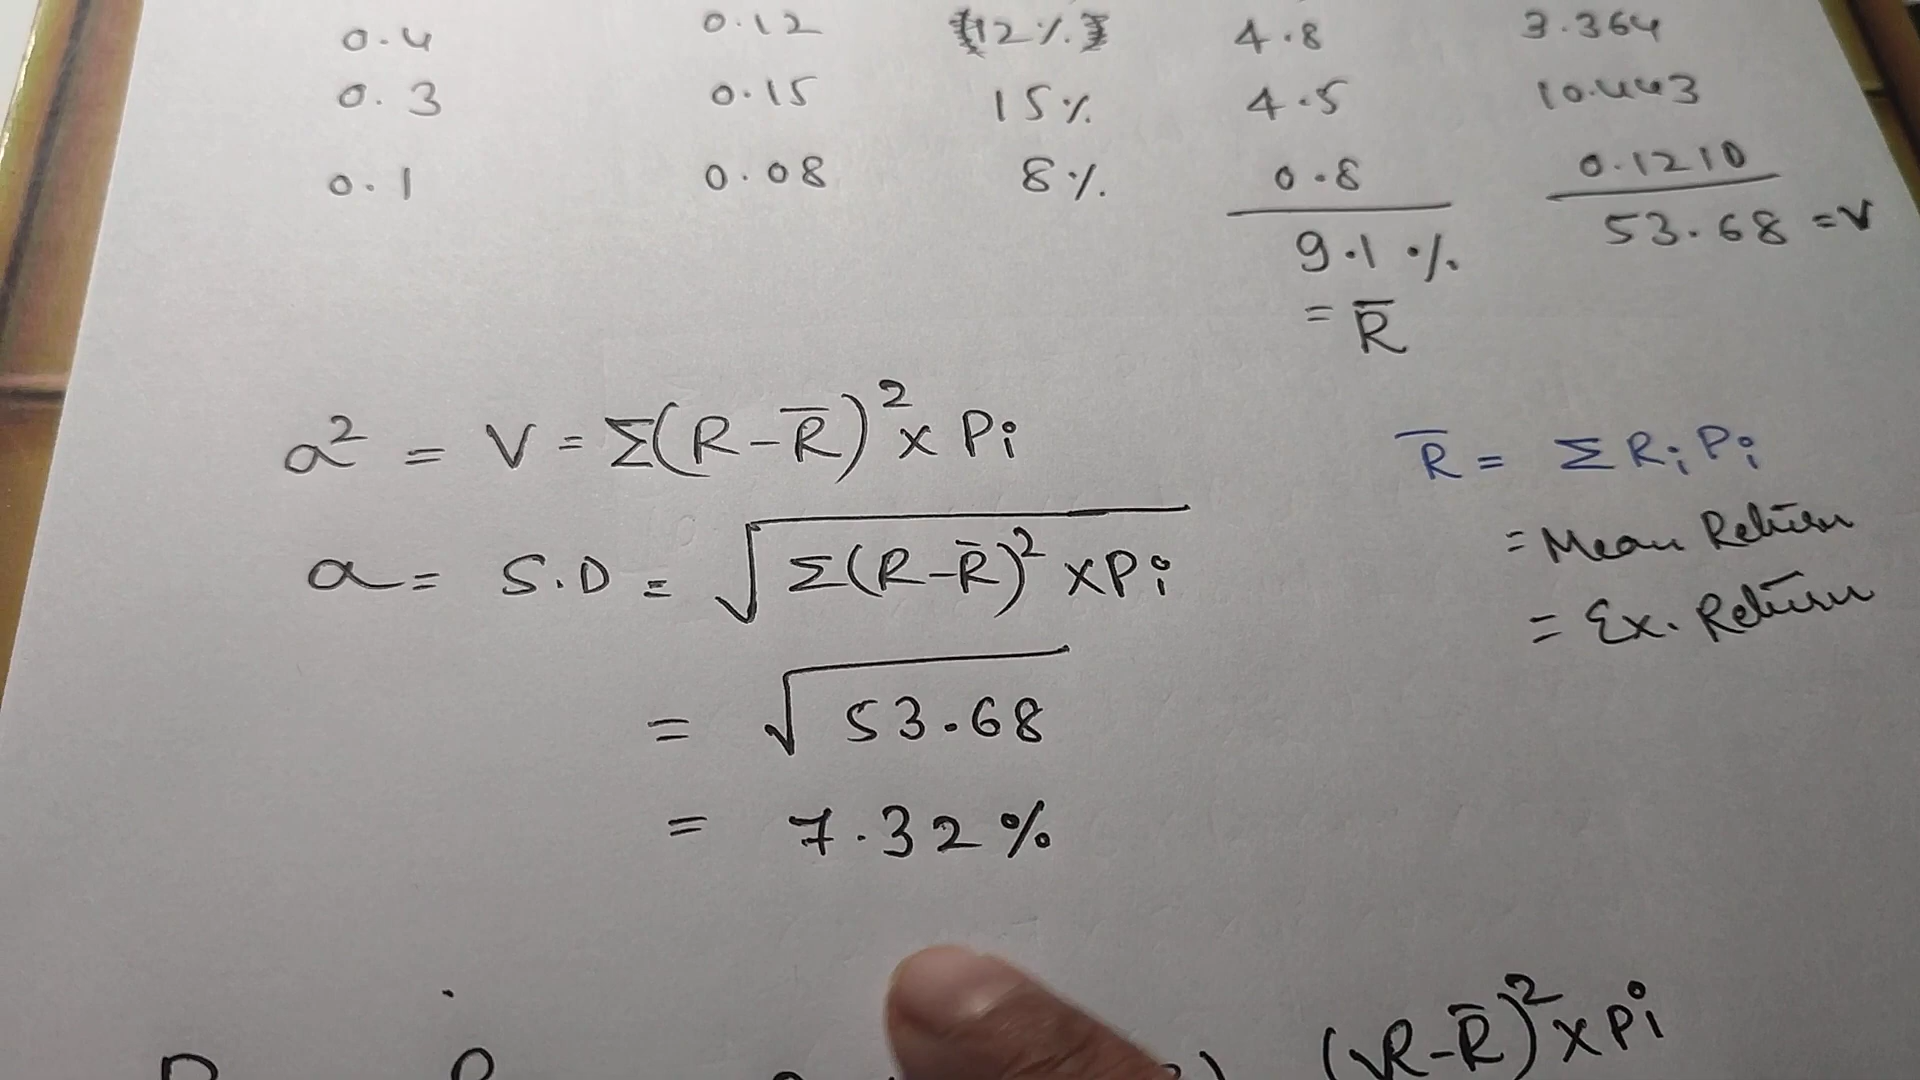 0.4 0.12 12% 4.8 3.364
0.3 0.15 15% 4.5 10.443
0.1 0.08 8% 0.8 0.1210
9.1% 53.68 = V
= R̅
a² = V = Σ(R-R̅)² x Pi
R̅ = ΣRiPi
a = S.D = √Σ(R-R̅)² x Pi
= Mean Return
= Ex. Return
= √53.68
= 7.32%
(R-R̅)² x Pi